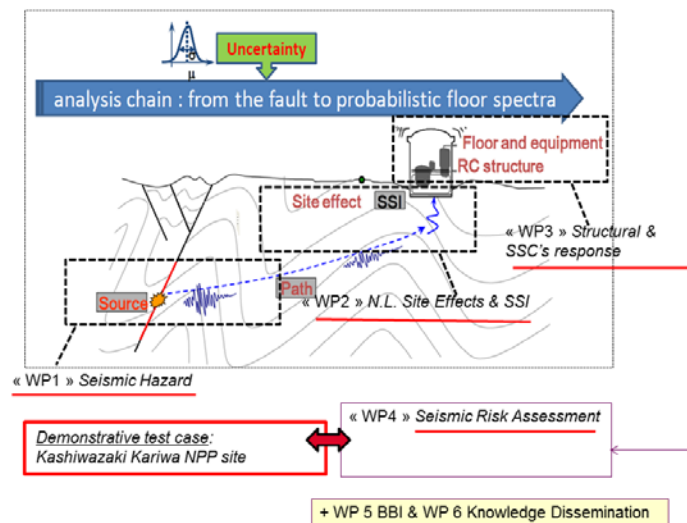 σ
μ
Uncertainty
analysis chain : from the fault to probabilistic floor spectra
Floor and equipment
RC structure
Site effect
SSI
« WP3 » Structural &
SSC's response
Source
Path
« WP2 » N.L. Site Effects & SSI
« WP1 » Seismic Hazard
Demonstrative test case:
Kashiwazaki Kariwa NPP site
« WP4 » Seismic Risk Assessment
+ WP 5 BBI & WP 6 Knowledge Dissemination